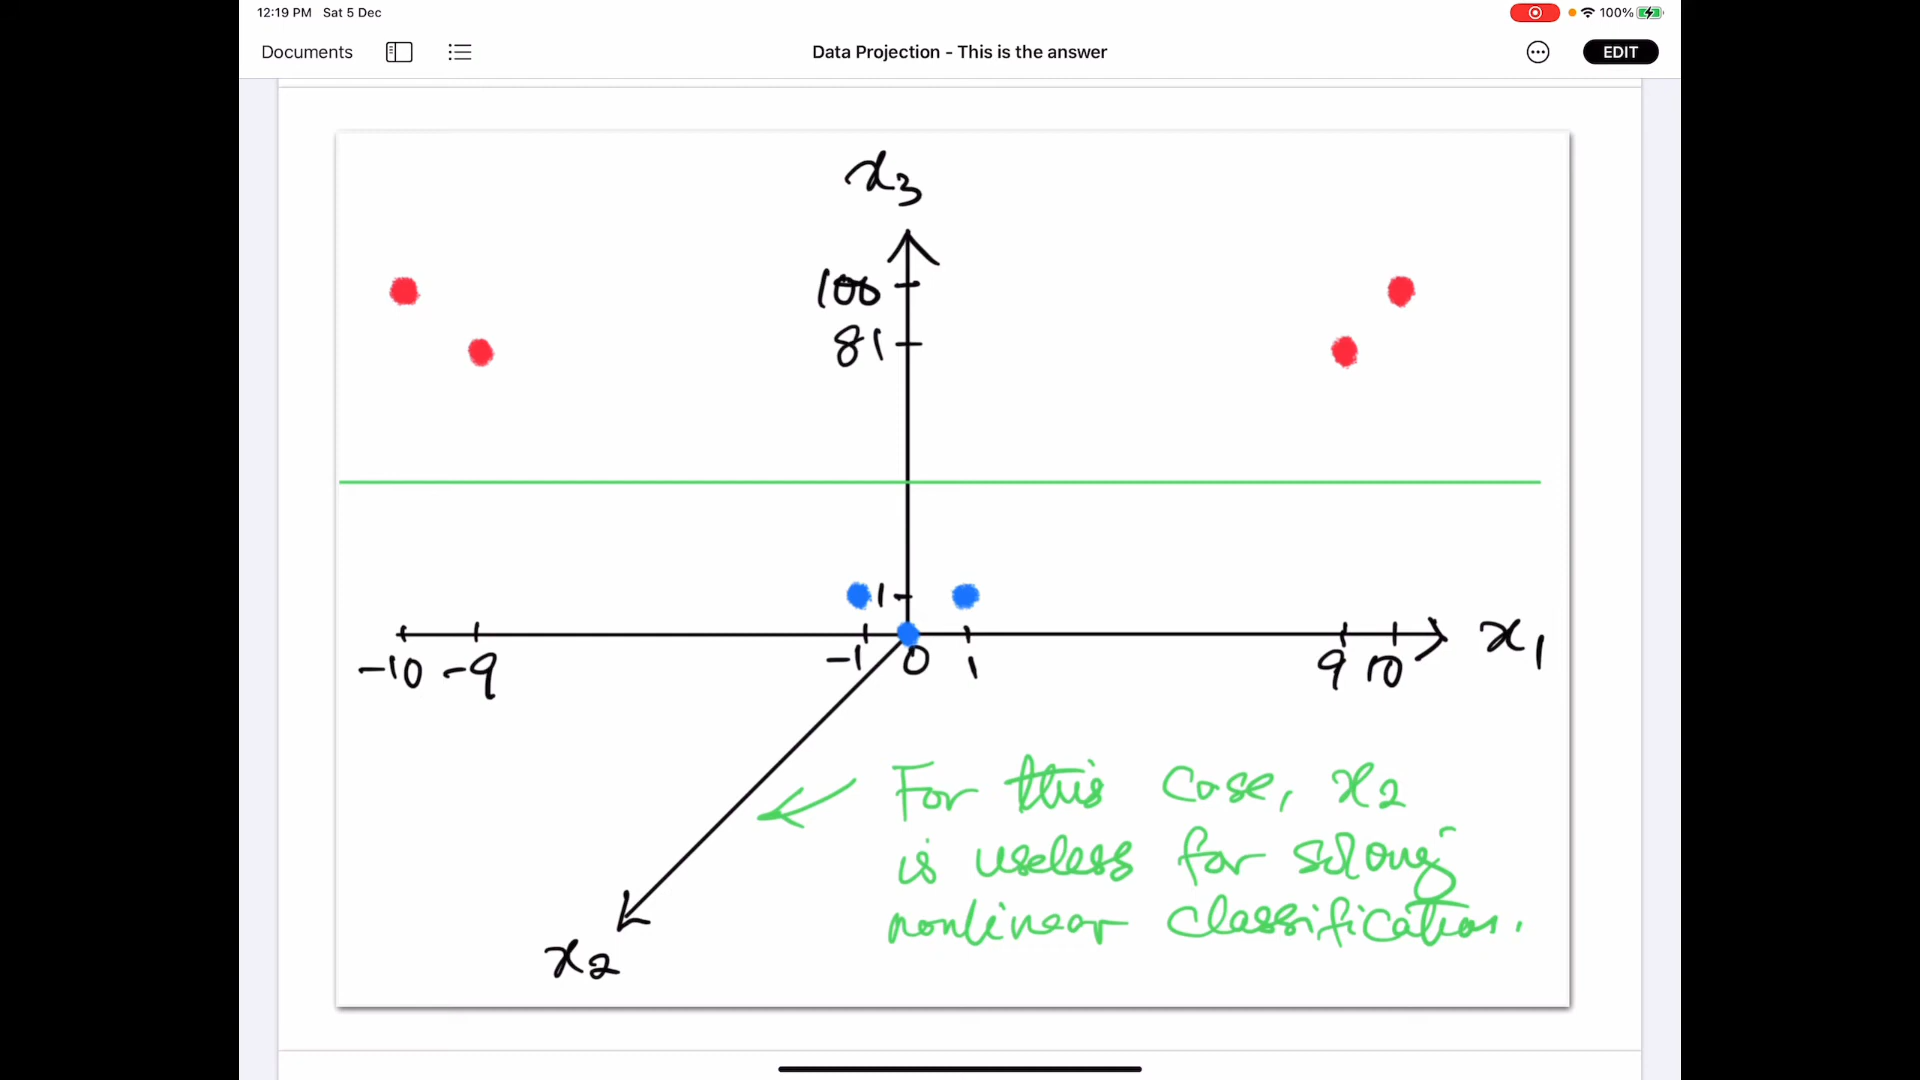 12:19 PM Sat 5 Dec
100%
Documents
Data Projection - This is the answer
EDIT
x₃
100
81
1
-10 -9 -1 0 1 9 10
x₁
For this case, x₂
is useless for solving
nonlinear classification.
x₂